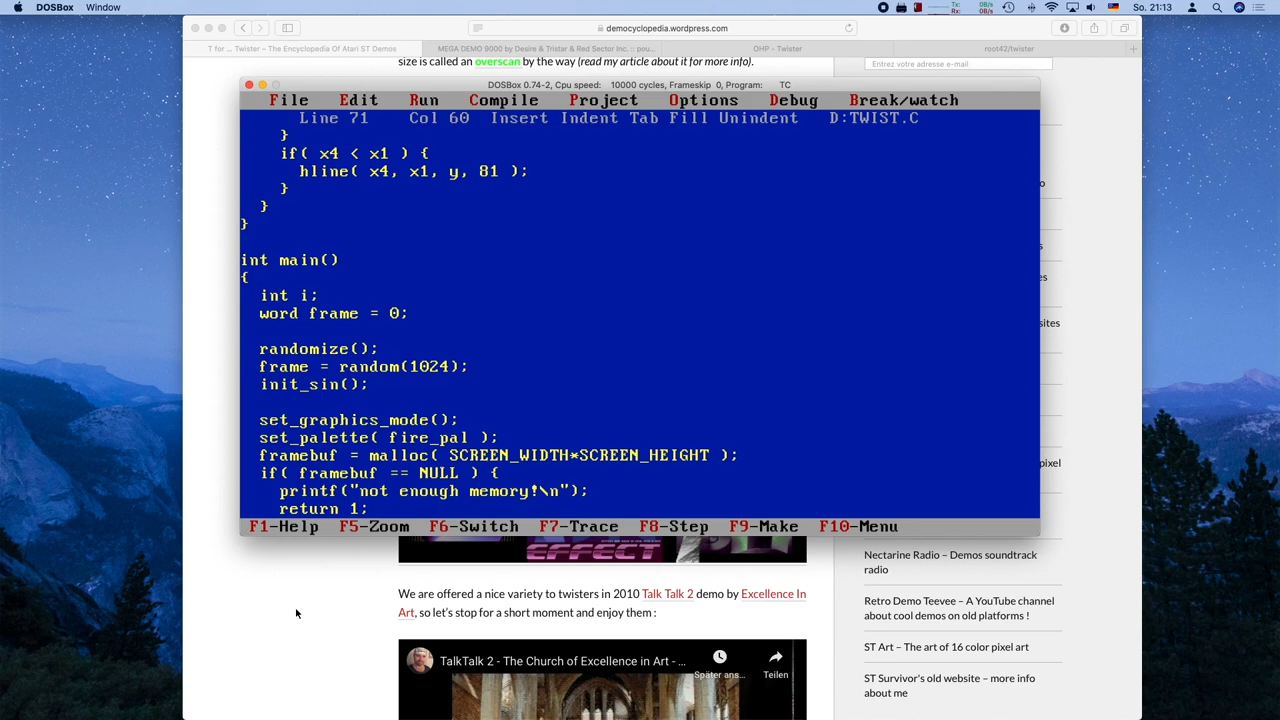 DOSBox Window
Tx: 0B/s 0B/s
Rx: 0B/s 0B/s
So. 21:13
democyclopedia.wordpress.com
T for ... Twister – The Encyclopedia Of Atari ST Demos
MEGA DEMO 9000 by Desire & Tristar & Red Sector Inc. :: pou...
OHP - Twister
root42/twister
size is called an overscan by the way (read my article about it for more info).
Entrez votre adresse e-mail
DOSBox 0.74-2, Cpu speed: 10000 cycles, Frameskip 0, Program: TC
File Edit Run Compile Project Options Debug Break/watch
Line 71 Col 60 Insert Indent Tab Fill Unindent D:TWIST.C
}
if( x4 < x1 ) {
hline( x4, x1, y, 81 );
}
}
}
int main()
{
int i;
word frame = 0;
randomize();
frame = random(1024);
init_sin();
set_graphics_mode();
set_palette( fire_pal );
framebuf = malloc( SCREEN_WIDTH*SCREEN_HEIGHT );
if( framebuf == NULL ) {
printf("not enough memory!\n");
return 1;
F1-Help F5-Zoom F6-Switch F7-Trace F8-Step F9-Make F10-Menu
EFFECT
We are offered a nice variety to twisters in 2010 Talk Talk 2 demo by Excellence In
Art, so let's stop for a short moment and enjoy them :
TalkTalk 2 - The Church of Excellence in Art - ...
Später ans...
Teilen
Nectarine Radio – Demos soundtrack
radio
Retro Demo Teevee – A YouTube channel
about cool demos on old platforms !
ST Art – The art of 16 color pixel art
ST Survivor's old website – more info
about me